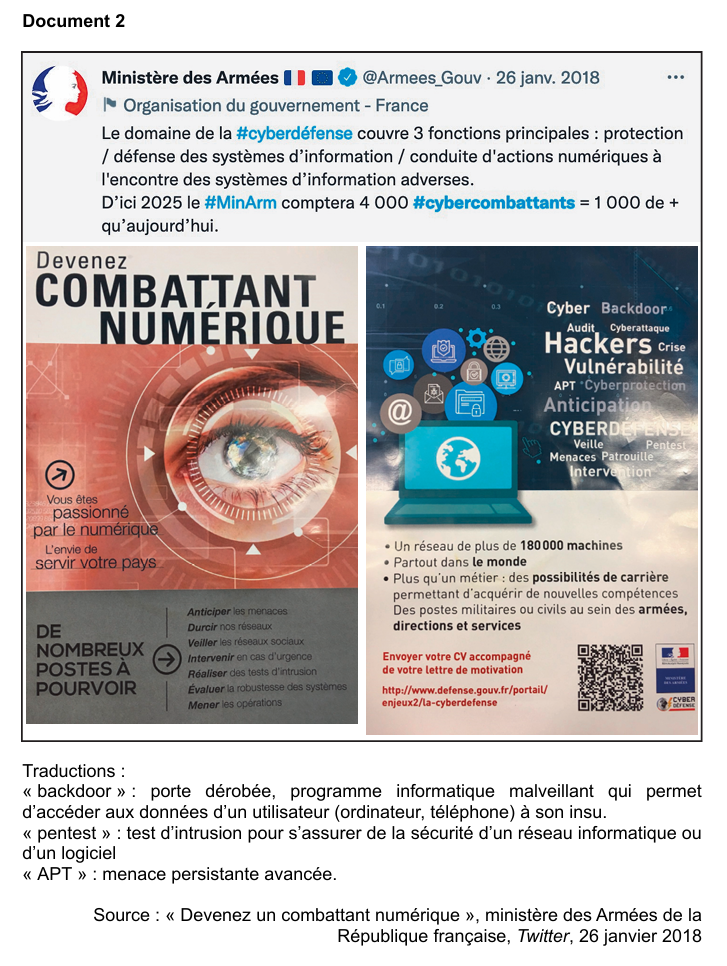 Document 2
Ministère des Armées @Armees_Gouv · 26 janv. 2018 ···
Organisation du gouvernement - France
Le domaine de la #cyberdéfense couvre 3 fonctions principales : protection
/ défense des systèmes d'information / conduite d'actions numériques à
l'encontre des systèmes d'information adverses.
D'ici 2025 le #MinArm comptera 4 000 #cybercombattants = 1 000 de +
qu'aujourd'hui.
Devenez
COMBATTANT
NUMÉRIQUE
Vous êtes
passionné
par le numérique
L'envie de
servir votre pays
DE
NOMBREUX
POSTES À
POURVOIR
Anticiper les menaces
Durcir nos réseaux
Veiller les réseaux sociaux
Intervenir en cas d'urgence
Réaliser des tests d'intrusion
Évaluer la robustesse des systèmes
Mener les opérations
0.1 0.2 0.3
Cyber Backdoor
Audit Cyberattaque
Hackers Crise
Vulnérabilité
APT Cyberprotection
Anticipation
CYBERDÉFENSE
Veille Pentest
Menaces Patrouille
Intervention
@
• Un réseau de plus de 180 000 machines
• Partout dans le monde
• Plus qu'un métier : des possibilités de carrière
permettant d'acquérir de nouvelles compétences
Des postes militaires ou civils au sein des armées,
directions et services
Envoyer votre CV accompagné
de votre lettre de motivation
http://www.defense.gouv.fr/portail/
enjeux2/la-cyberdefense
MINISTÈRE
DES ARMÉES
CYBER
DÉFENSE
Traductions :
« backdoor » : porte dérobée, programme informatique malveillant qui permet
d'accéder aux données d'un utilisateur (ordinateur, téléphone) à son insu.
« pentest » : test d'intrusion pour s'assurer de la sécurité d'un réseau informatique ou
d'un logiciel
« APT » : menace persistante avancée.
Source : « Devenez un combattant numérique », ministère des Armées de la
République française, Twitter, 26 janvier 2018